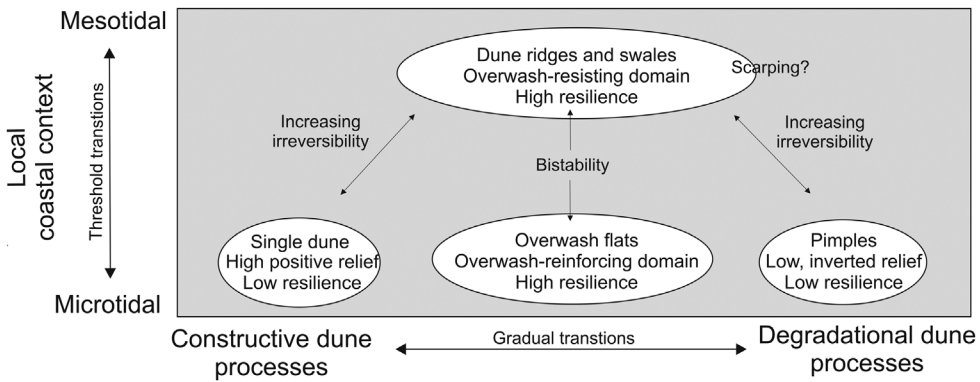 Mesotidal
Local
coastal context
Threshold transtions
Microtidal
Dune ridges and swales
Overwash-resisting domain
High resilience
Scarping?
Increasing
irreversibility
Bistability
Increasing
irreversibility
Single dune
High positive relief
Low resilience
Overwash flats
Overwash-reinforcing domain
High resilience
Pimples
Low, inverted relief
Low resilience
Constructive dune
processes
Gradual transtions
Degradational dune
processes